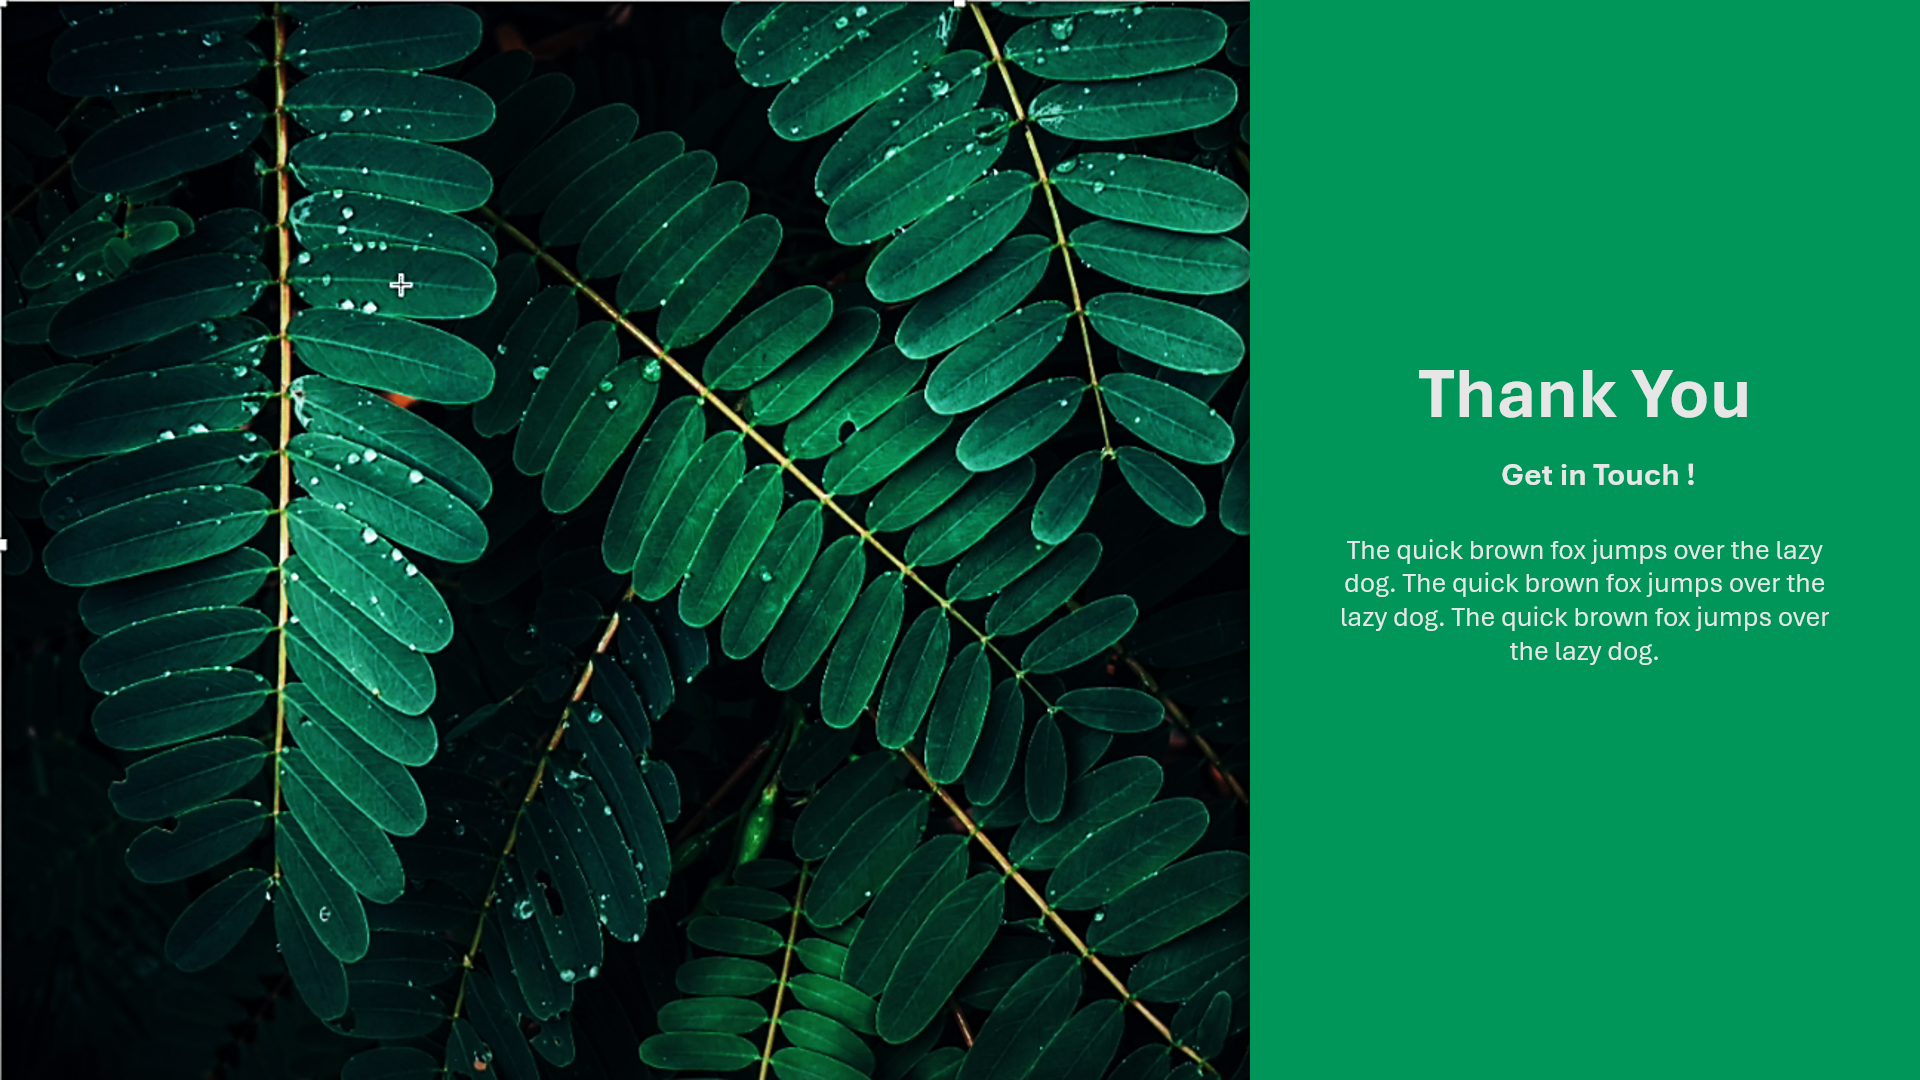 Thank You
Get in Touch !
The quick brown fox jumps over the lazy
dog. The quick brown fox jumps over the
lazy dog. The quick brown fox jumps over
the lazy dog.